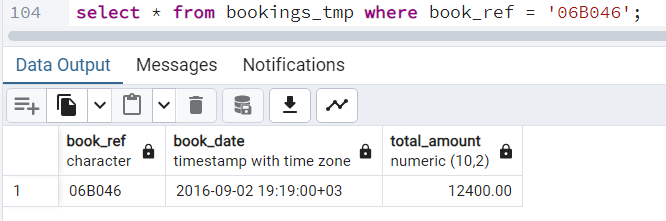 104 select * from bookings_tmp where book_ref = '06B046';
Data Output Messages Notifications
book_ref book_date total_amount
character timestamp with time zone numeric (10,2)
1 06B046 2016-09-02 19:19:00+03 12400.00